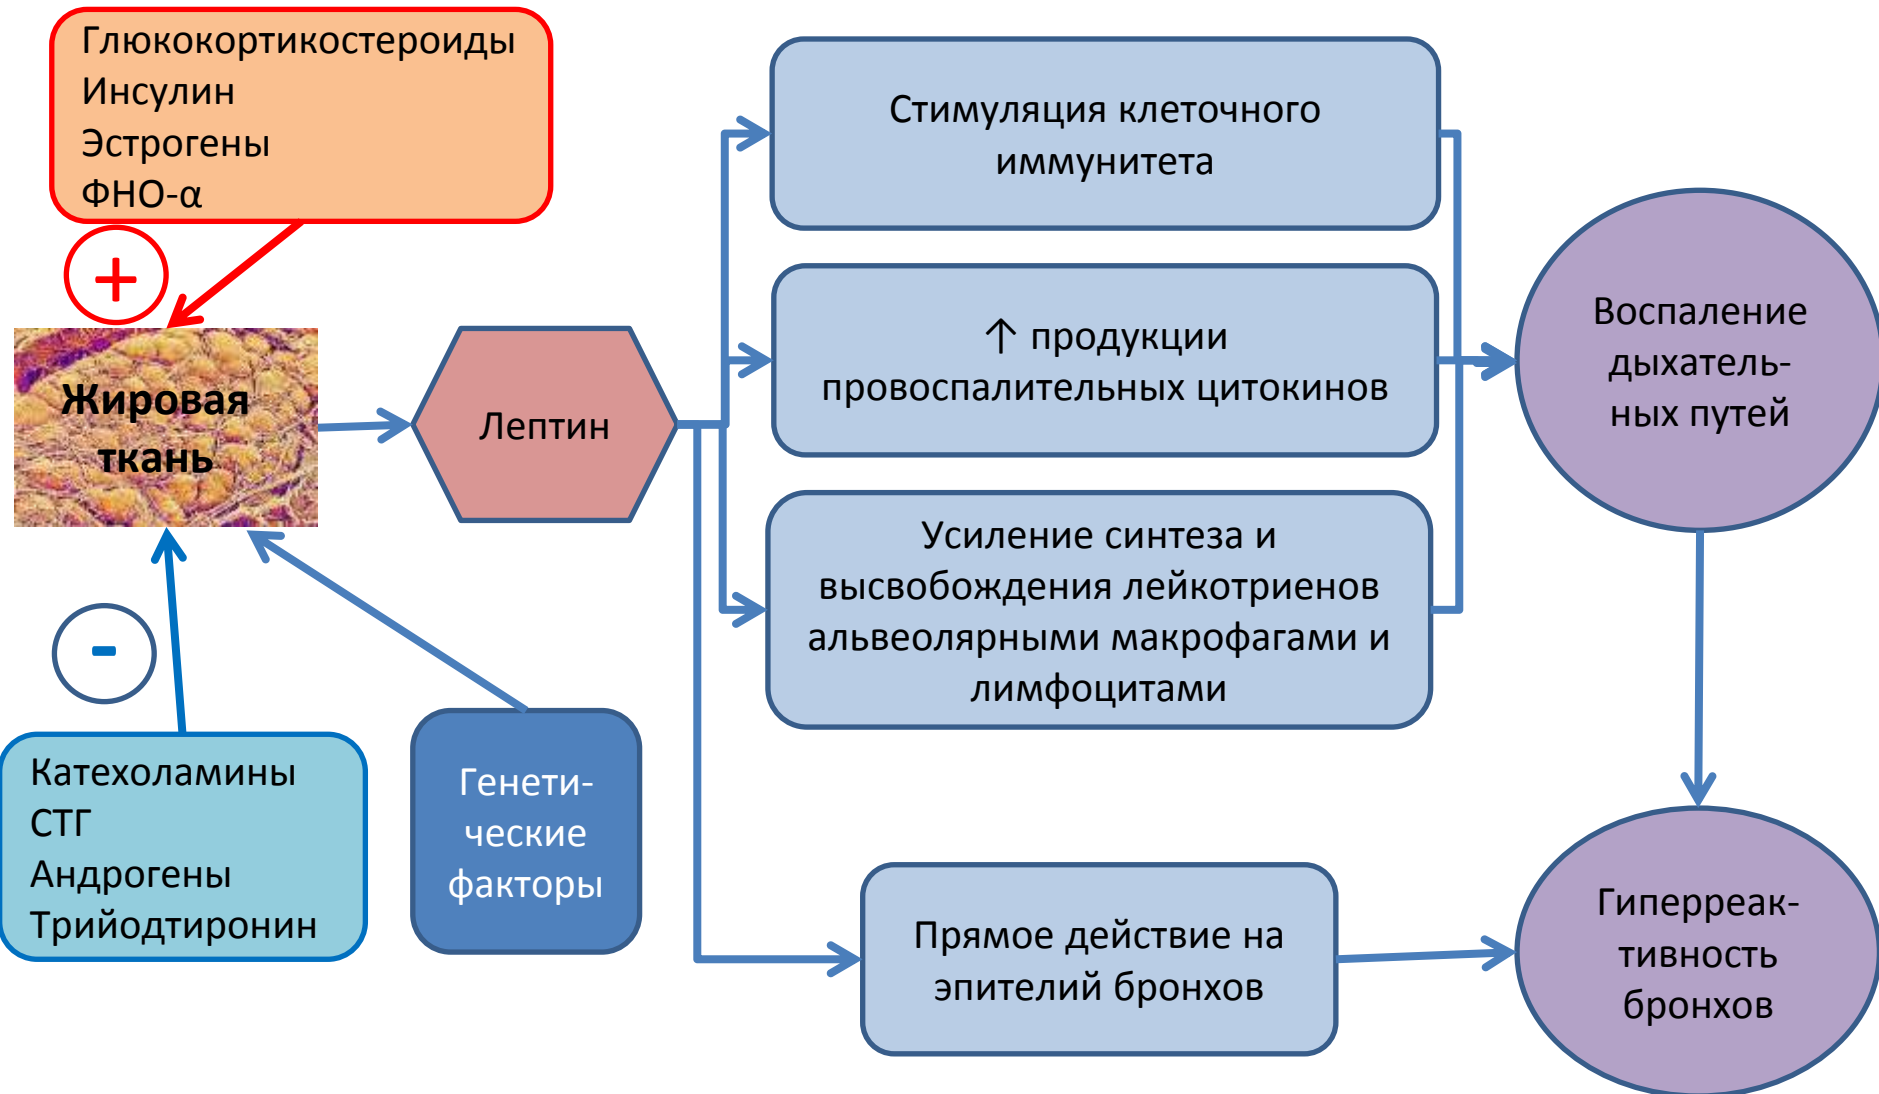 Глюкокортикостероиды
Инсулин
Эстрогены
ФНО-α
+
Жировая
ткань
-
Катехоламины
СТГ
Андрогены
Трийодтиронин
Генети-
ческие
факторы
Лептин
Стимуляция клеточного
иммунитета
↑ продукции
провоспалительных цитокинов
Усиление синтеза и
высвобождения лейкотриенов
альвеолярными макрофагами и
лимфоцитами
Прямое действие на
эпителий бронхов
Воспаление
дыхатель-
ных путей
Гиперреак-
тивность
бронхов